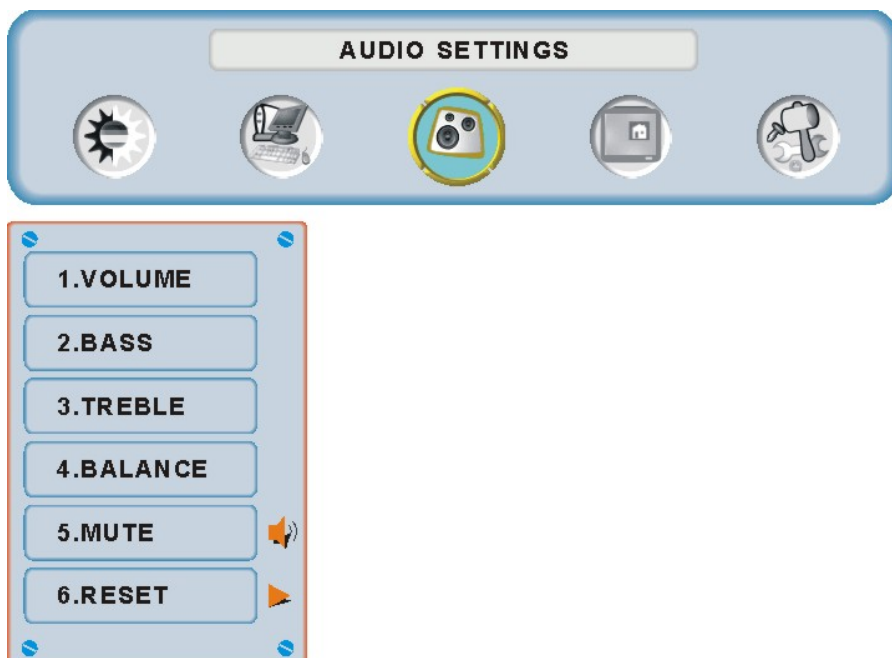 AUDIO SETTINGS
1.VOLUME
2.BASS
3.TREBLE
4.BALANCE
5.MUTE
6.RESET